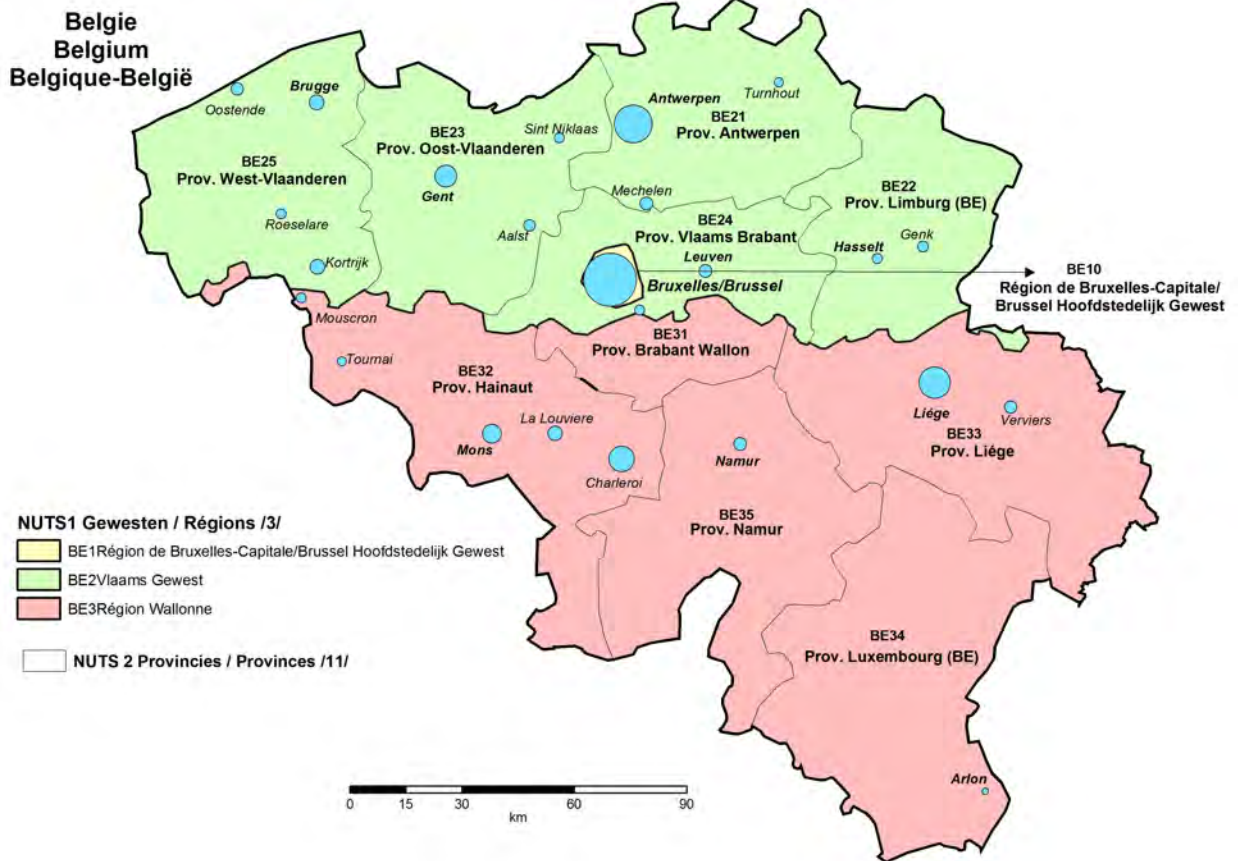 Belgie
Belgium
Belgique-België
Oostende
Brugge
BE25
Prov. West-Vlaanderen
Roeselare
Kortrijk
BE23
Prov. Oost-Vlaanderen
Sint Niklaas
Gent
Aalst
Antwerpen
Turnhout
BE21
Prov. Antwerpen
Mechelen
BE24
Prov. Vlaams Brabant
Leuven
Bruxelles/Brussel
BE22
Prov. Limburg (BE)
Hasselt
Genk
BE10
Région de Bruxelles-Capitale/
Brussel Hoofdstedelijk Gewest
Mouscron
Tournai
BE31
Prov. Brabant Wallon
BE32
Prov. Hainaut
La Louviere
Mons
Charleroi
Namur
BE35
Prov. Namur
Liége
Verviers
BE33
Prov. Liége
BE34
Prov. Luxembourg (BE)
Arlon
NUTS1 Gewesten / Régions /3/
BE1Région de Bruxelles-Capitale/Brussel Hoofdstedelijk Gewest
BE2Vlaams Gewest
BE3Région Wallonne
NUTS 2 Provincies / Provinces /11/
0 15 30 60 90
km